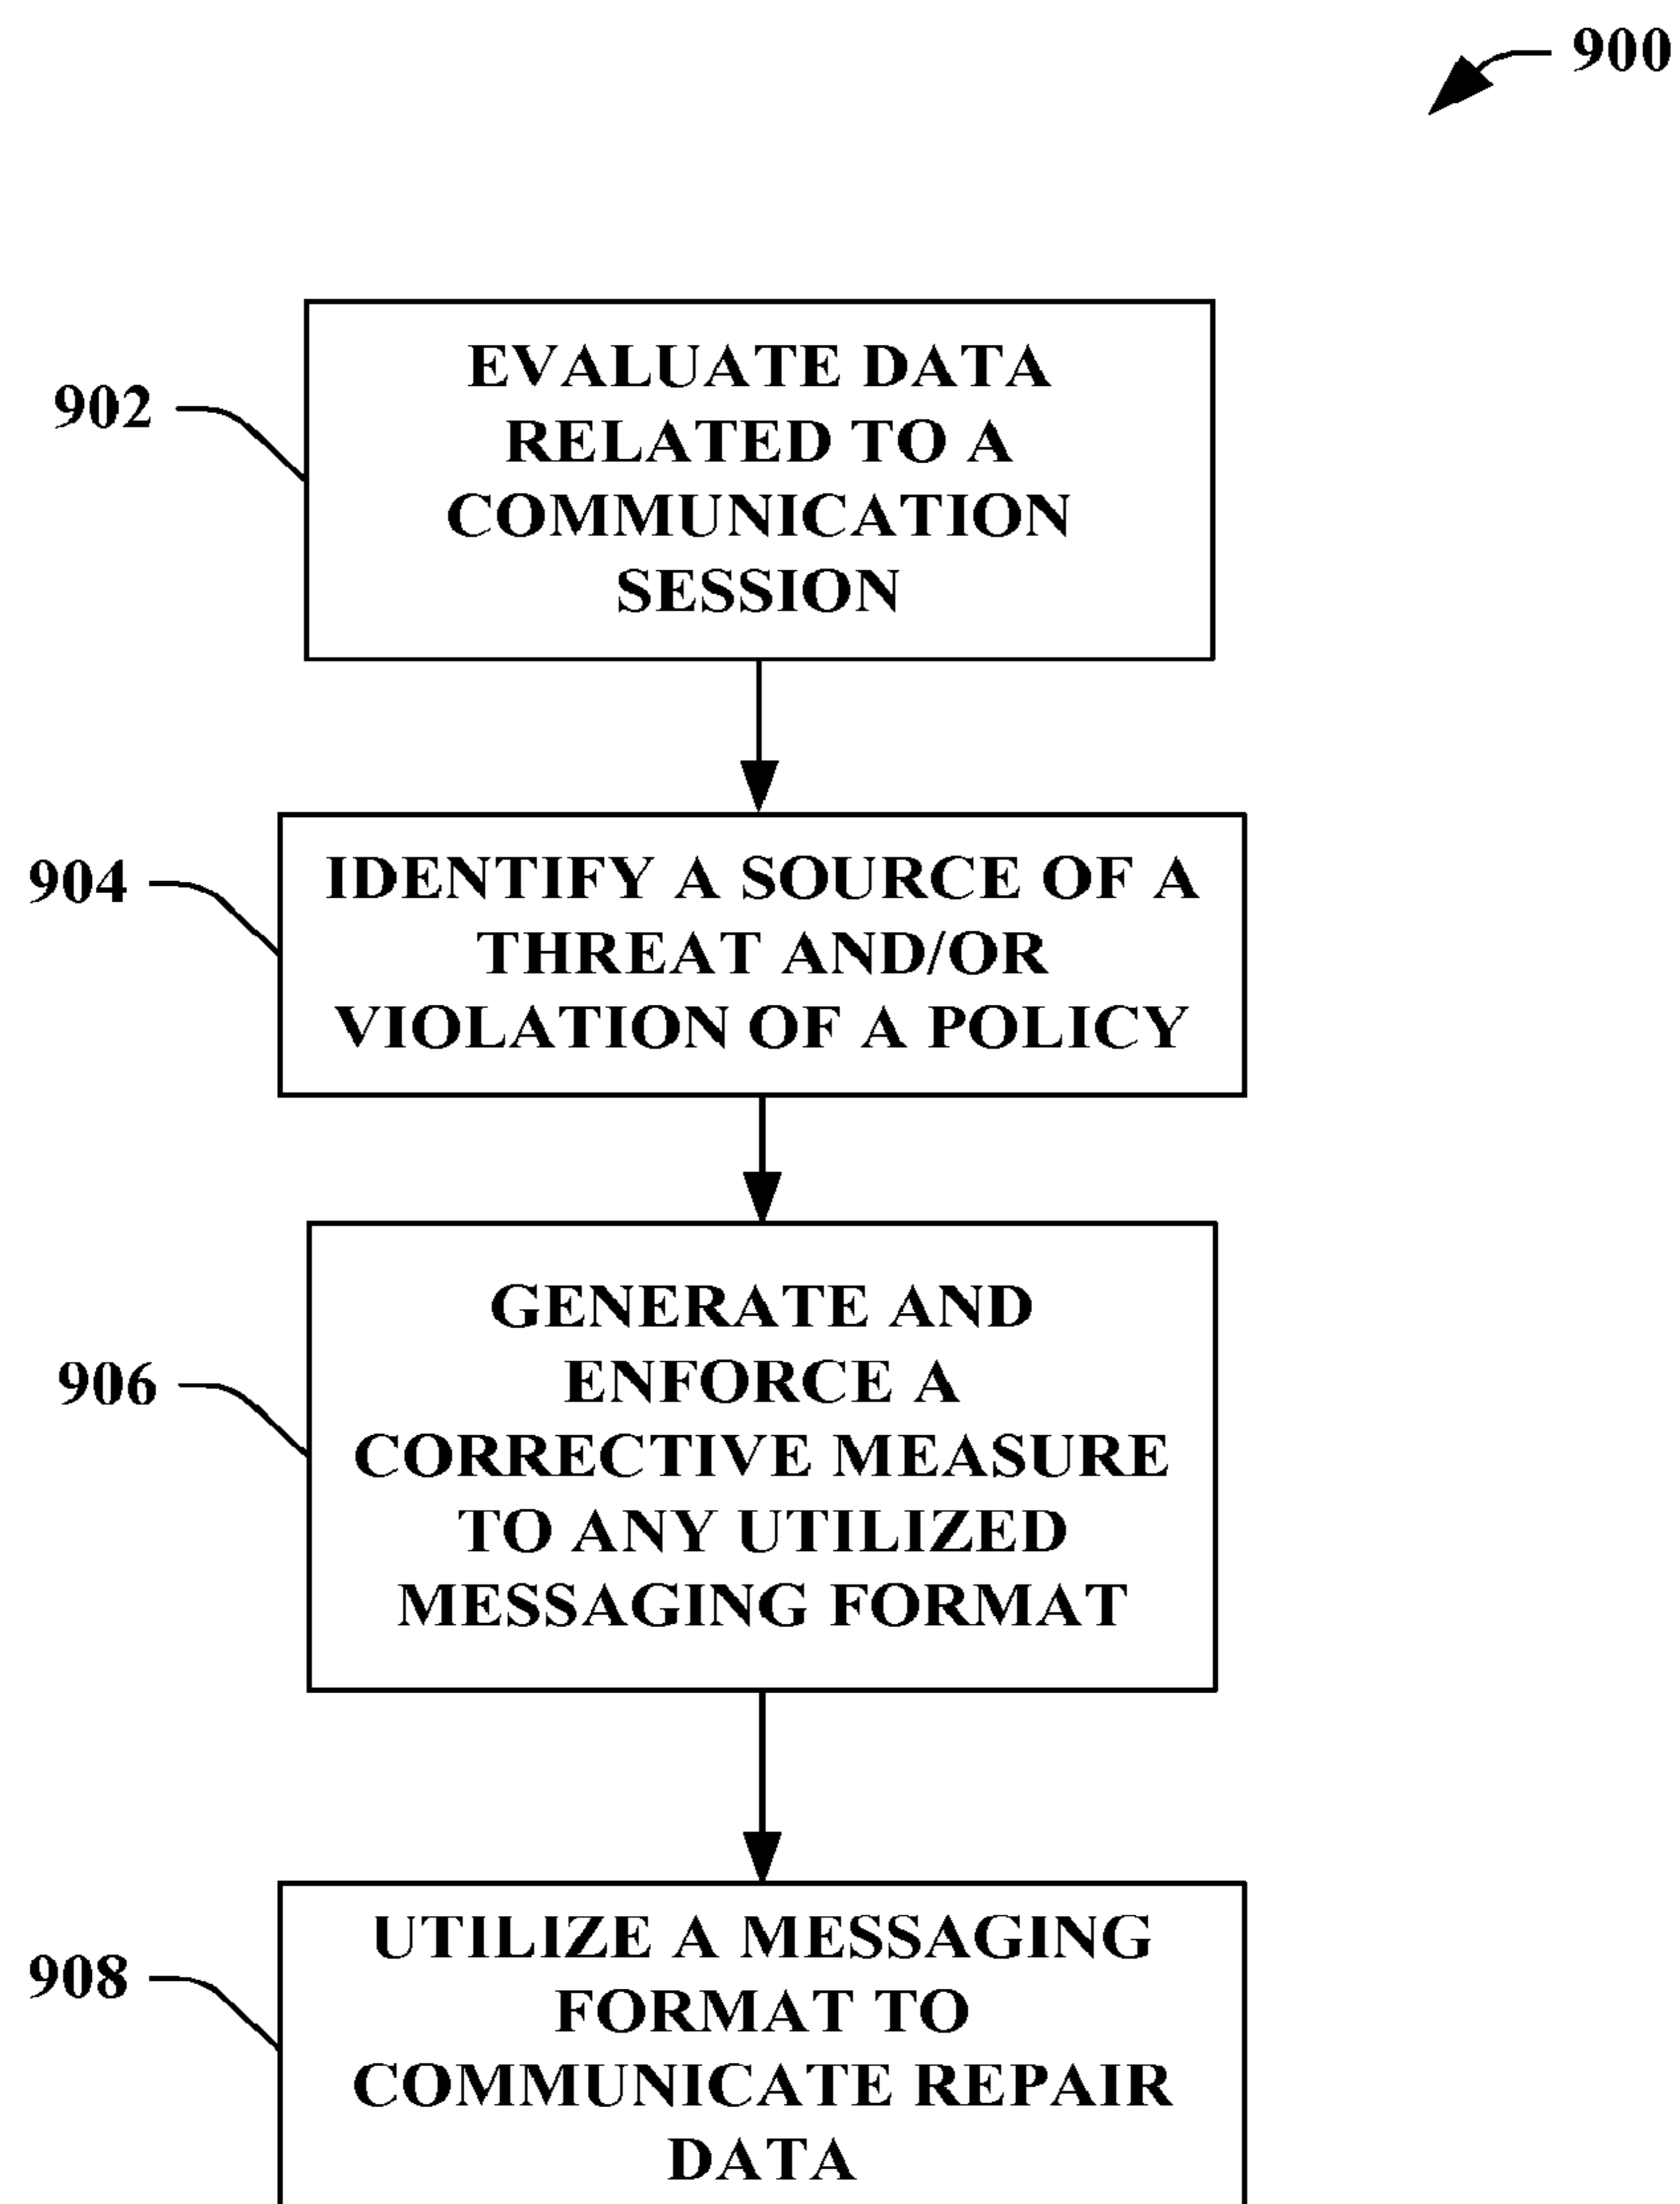 900
902
EVALUATE DATA
RELATED TO A
COMMUNICATION
SESSION
904
IDENTIFY A SOURCE OF A
THREAT AND/OR
VIOLATION OF A POLICY
906
GENERATE AND
ENFORCE A
CORRECTIVE MEASURE
TO ANY UTILIZED
MESSAGING FORMAT
908
UTILIZE A MESSAGING
FORMAT TO
COMMUNICATE REPAIR
DATA